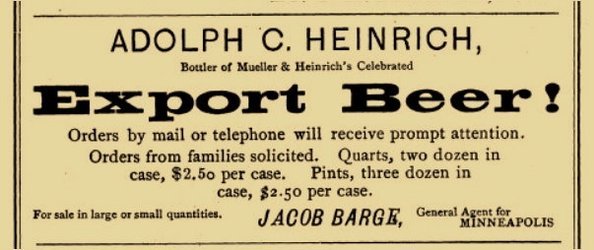 ADOLPH C. HEINRICH,
Bottler of Mueller & Heinrich's Celebrated
Export Beer!
Orders by mail or telephone will receive prompt attention.
Orders from families solicited. Quarts, two dozen in
case, $2.50 per case. Pints, three dozen in
case, $2.50 per case.
For sale in large or small quantities. JACOB BARGE, General Agent for
MINNEAPOLIS